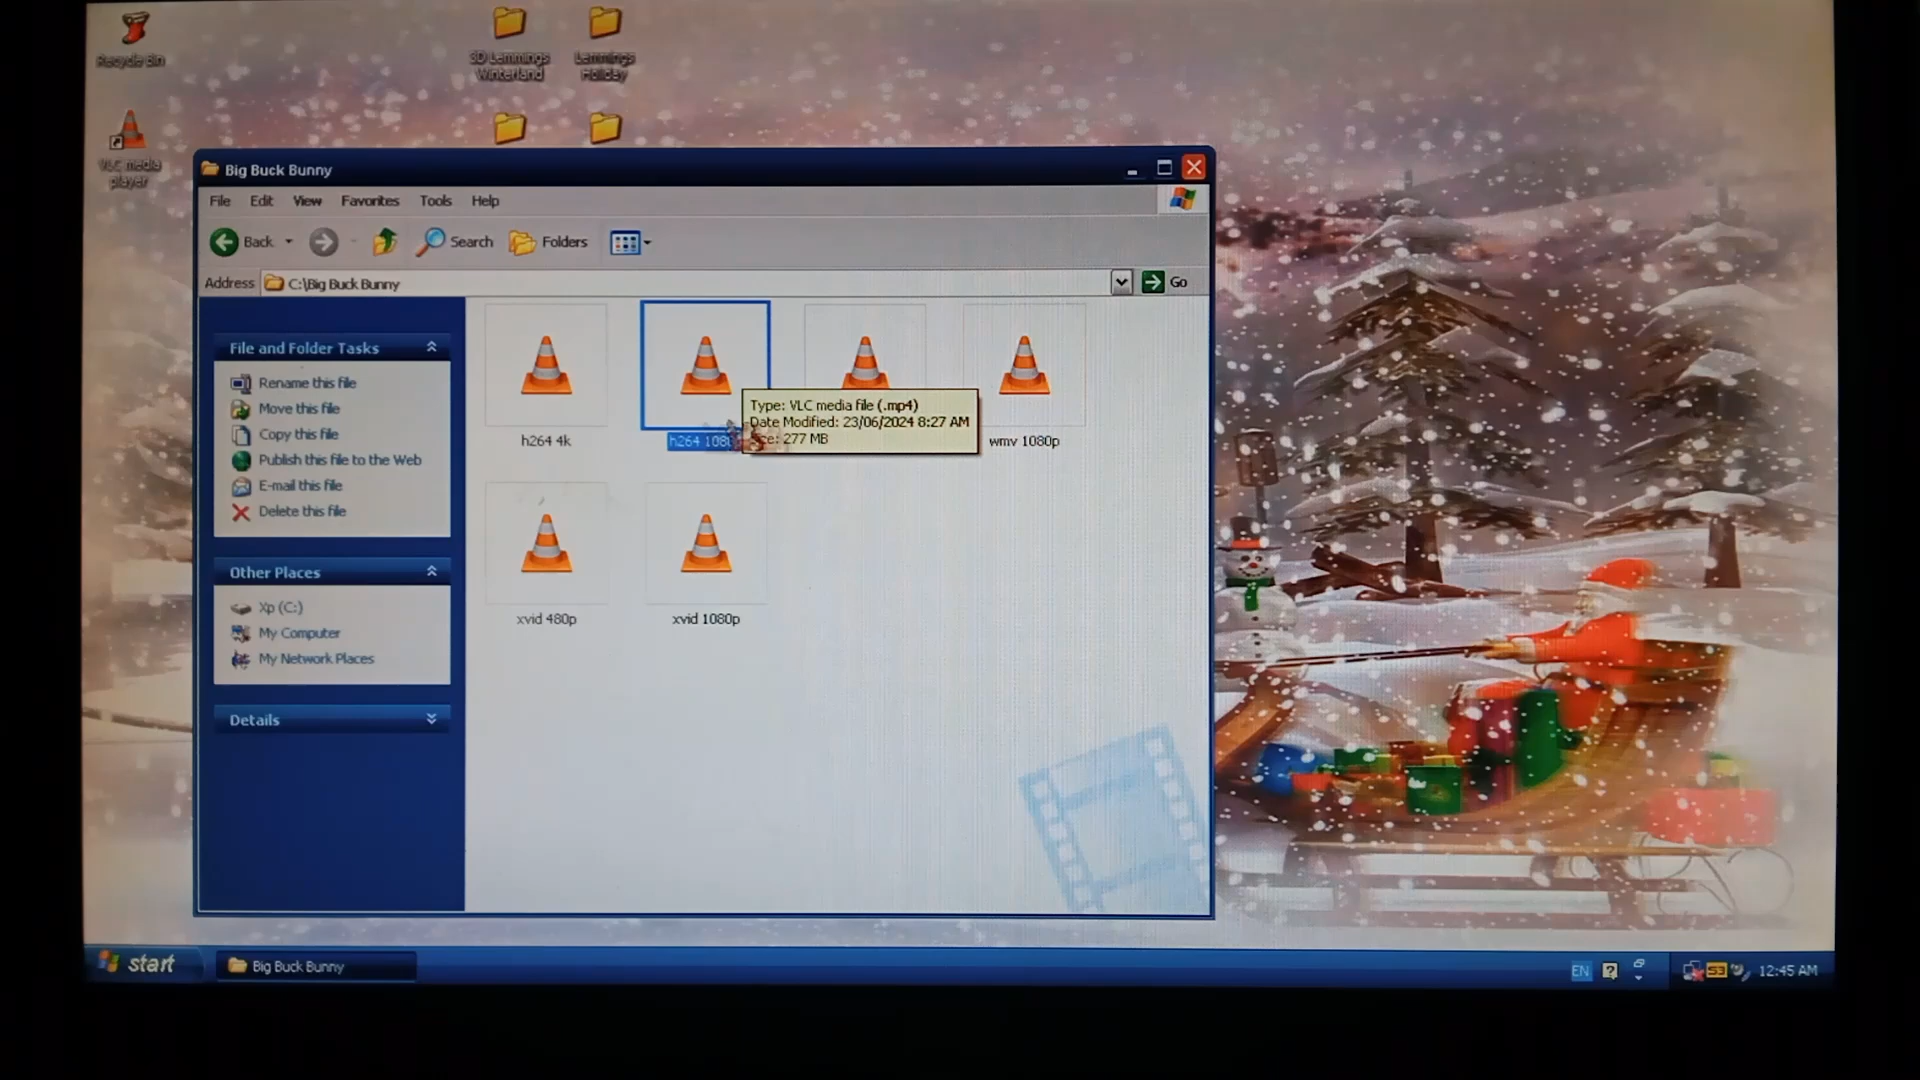 Recycle Bin
3D Lemmings
Winterland
Lemmings
Holiday
VLC media
player
Big Buck Bunny
File Edit View Favorites Tools Help
Back Search Folders
Address C:\Big Buck Bunny Go
File and Folder Tasks
Rename this file
Move this file
Copy this file
Publish this file to the Web
E-mail this file
Delete this file
Other Places
Xp (C:)
My Computer
My Network Places
Details
h264 4k
h264 1080
Type: VLC media file (.mp4)
Date Modified: 23/06/2024 8:27 AM
277 MB
wmv 1080p
xvid 480p
xvid 1080p
start
Big Buck Bunny
EN
?
S3
12:45 AM